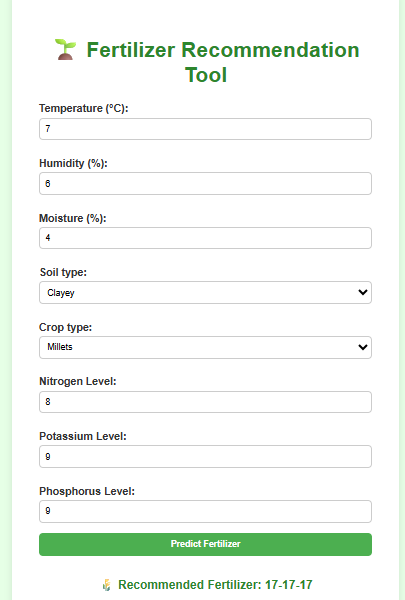 Fertilizer Recommendation
Tool
Temperature (°C):
7
Humidity (%):
6
Moisture (%):
4
Soil type:
Clayey
Crop type:
Millets
Nitrogen Level:
8
Potassium Level:
9
Phosphorus Level:
9
Predict Fertilizer
Recommended Fertilizer: 17-17-17